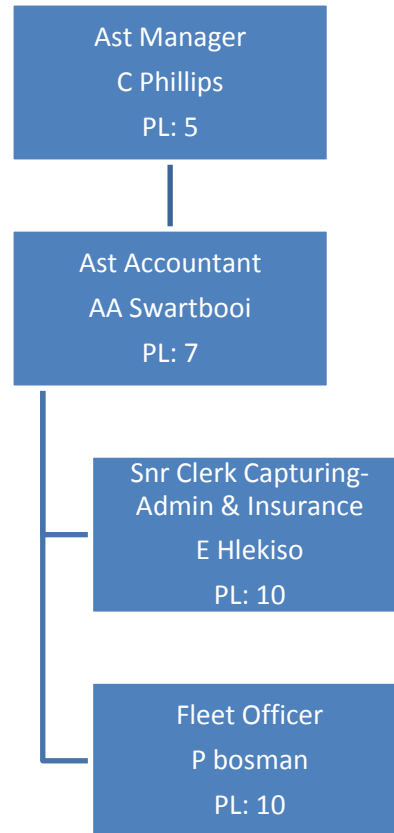 Ast Manager
C Phillips
PL: 5
Ast Accountant
AA Swartbooi
PL: 7
Snr Clerk Capturing-
Admin & Insurance
E Hlekiso
PL: 10
Fleet Officer
P bosman
PL: 10